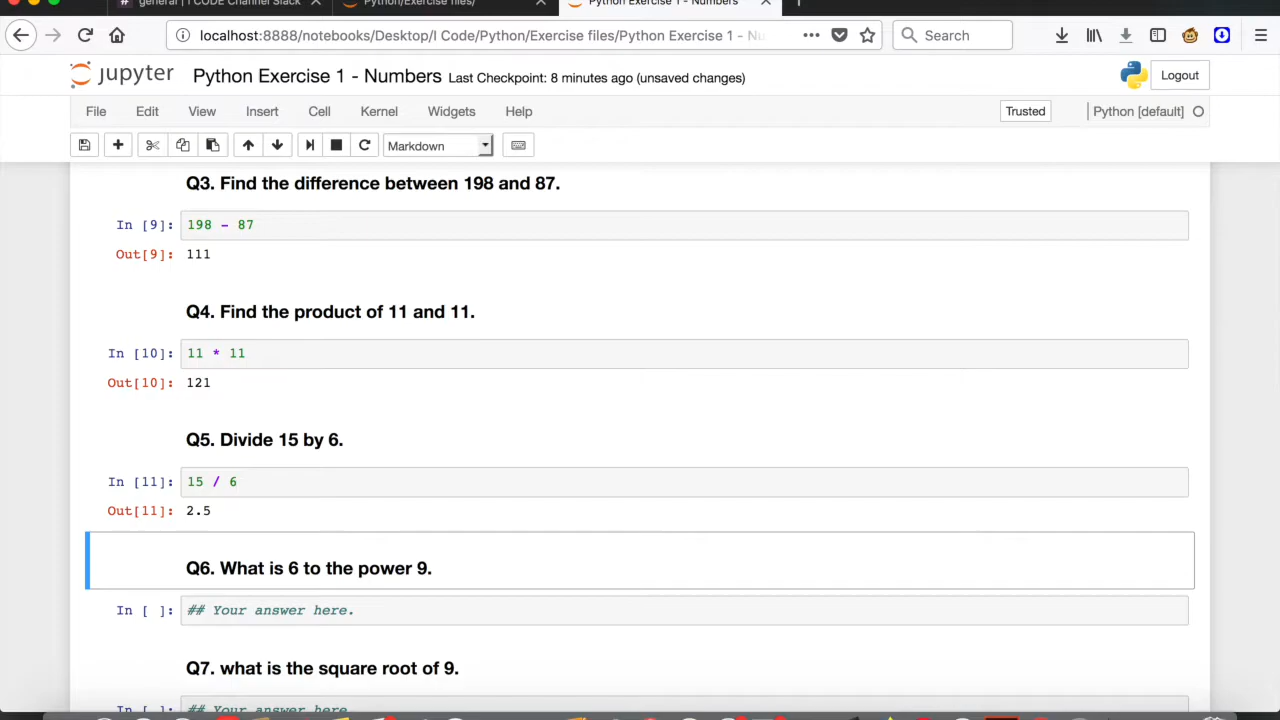 general | I CODE Channel Slack
Python/Exercise files/
Python Exercise 1 - Numbers
localhost:8888/notebooks/Desktop/I Code/Python/Exercise files/Python Exercise 1 - Nu
Search
jupyter Python Exercise 1 - Numbers Last Checkpoint: 8 minutes ago (unsaved changes)
Logout
File Edit View Insert Cell Kernel Widgets Help
Trusted
Python [default]
Markdown
Q3. Find the difference between 198 and 87.
In [9]: 198 - 87
Out[9]: 111
Q4. Find the product of 11 and 11.
In [10]: 11 * 11
Out[10]: 121
Q5. Divide 15 by 6.
In [11]: 15 / 6
Out[11]: 2.5
Q6. What is 6 to the power 9.
In [ ]: ## Your answer here.
Q7. what is the square root of 9.
In [ ]: ## Your answer here.